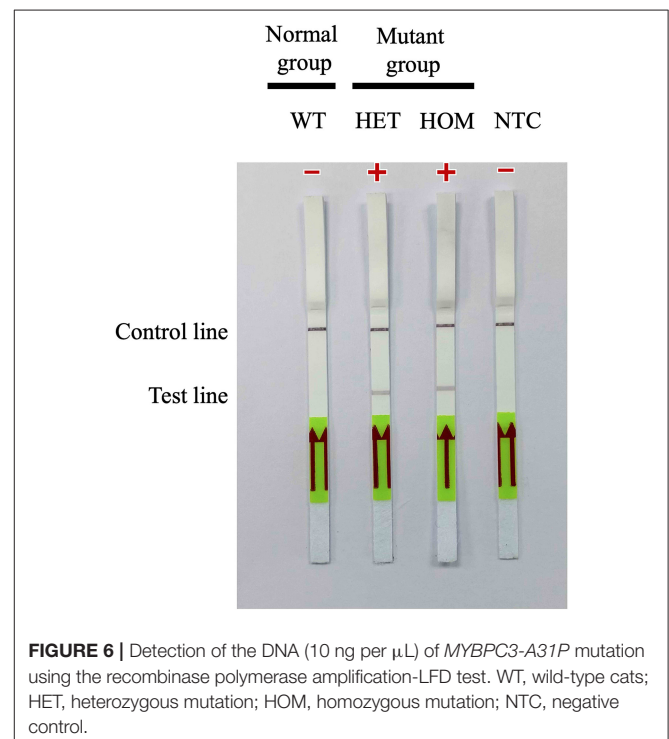 Normal group
Mutant group
WT HET HOM NTC
− + + −
Control line
Test line
FIGURE 6 | Detection of the DNA (10 ng per μL) of MYBPC3-A31P mutation
using the recombinase polymerase amplification-LFD test. WT, wild-type cats;
HET, heterozygous mutation; HOM, homozygous mutation; NTC, negative
control.